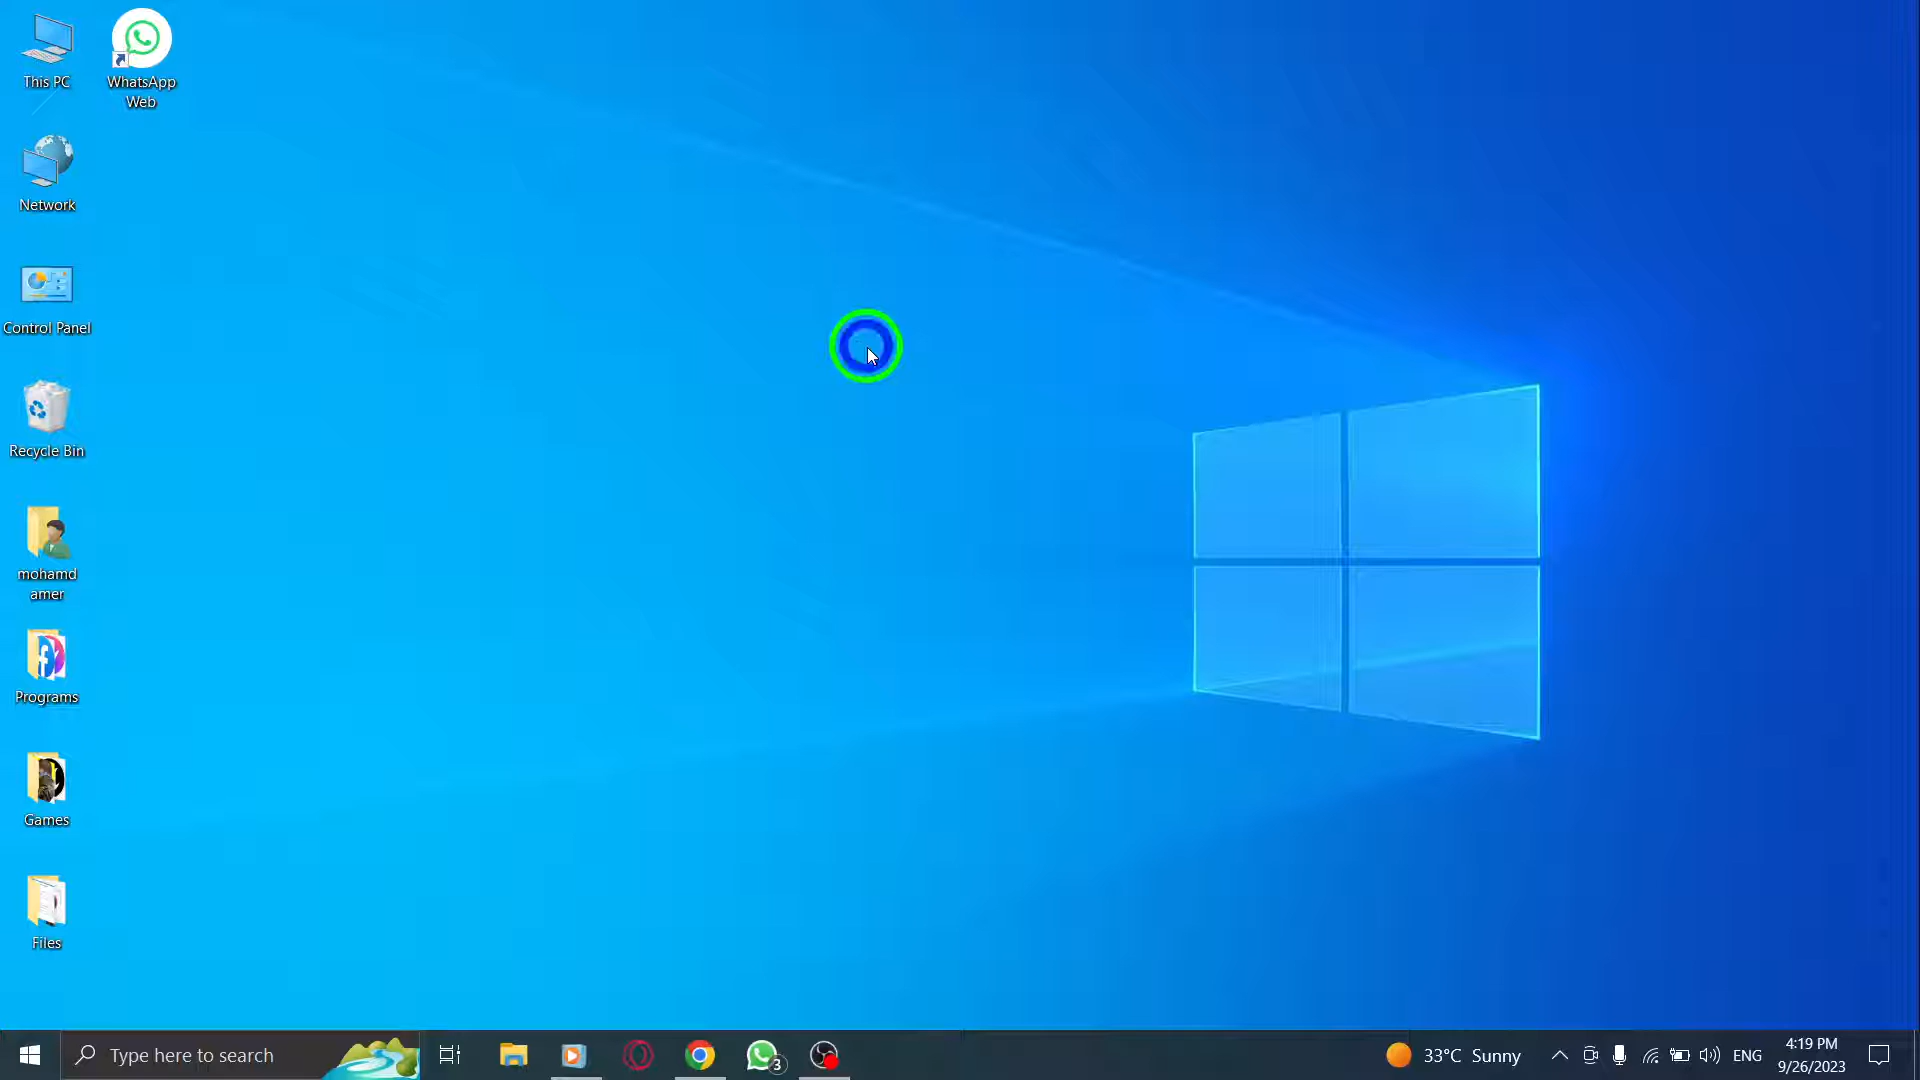 This PC
WhatsApp
Web
Network
Control Panel
Recycle Bin
mohamd
amer
Programs
Games
Files
Type here to search
3
33°C Sunny
ENG
4:19 PM
9/26/2023